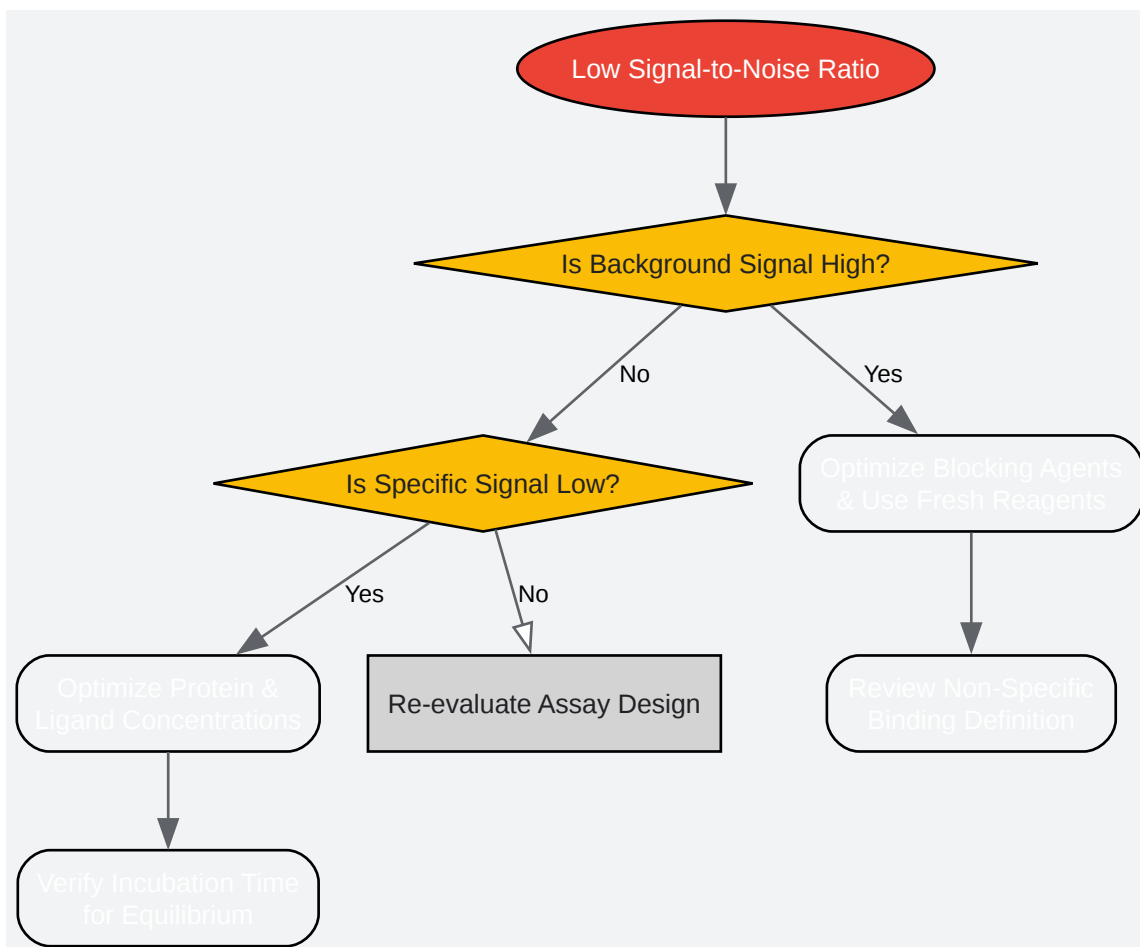 Low Signal-to-Noise Ratio
Is Background Signal High?
No
Yes
Is Specific Signal Low?
Optimize Blocking Agents
& Use Fresh Reagents
Yes
No
Optimize Protein &
Ligand Concentrations
Re-evaluate Assay Design
Review Non-Specific
Binding Definition
Verify Incubation Time
for Equilibrium